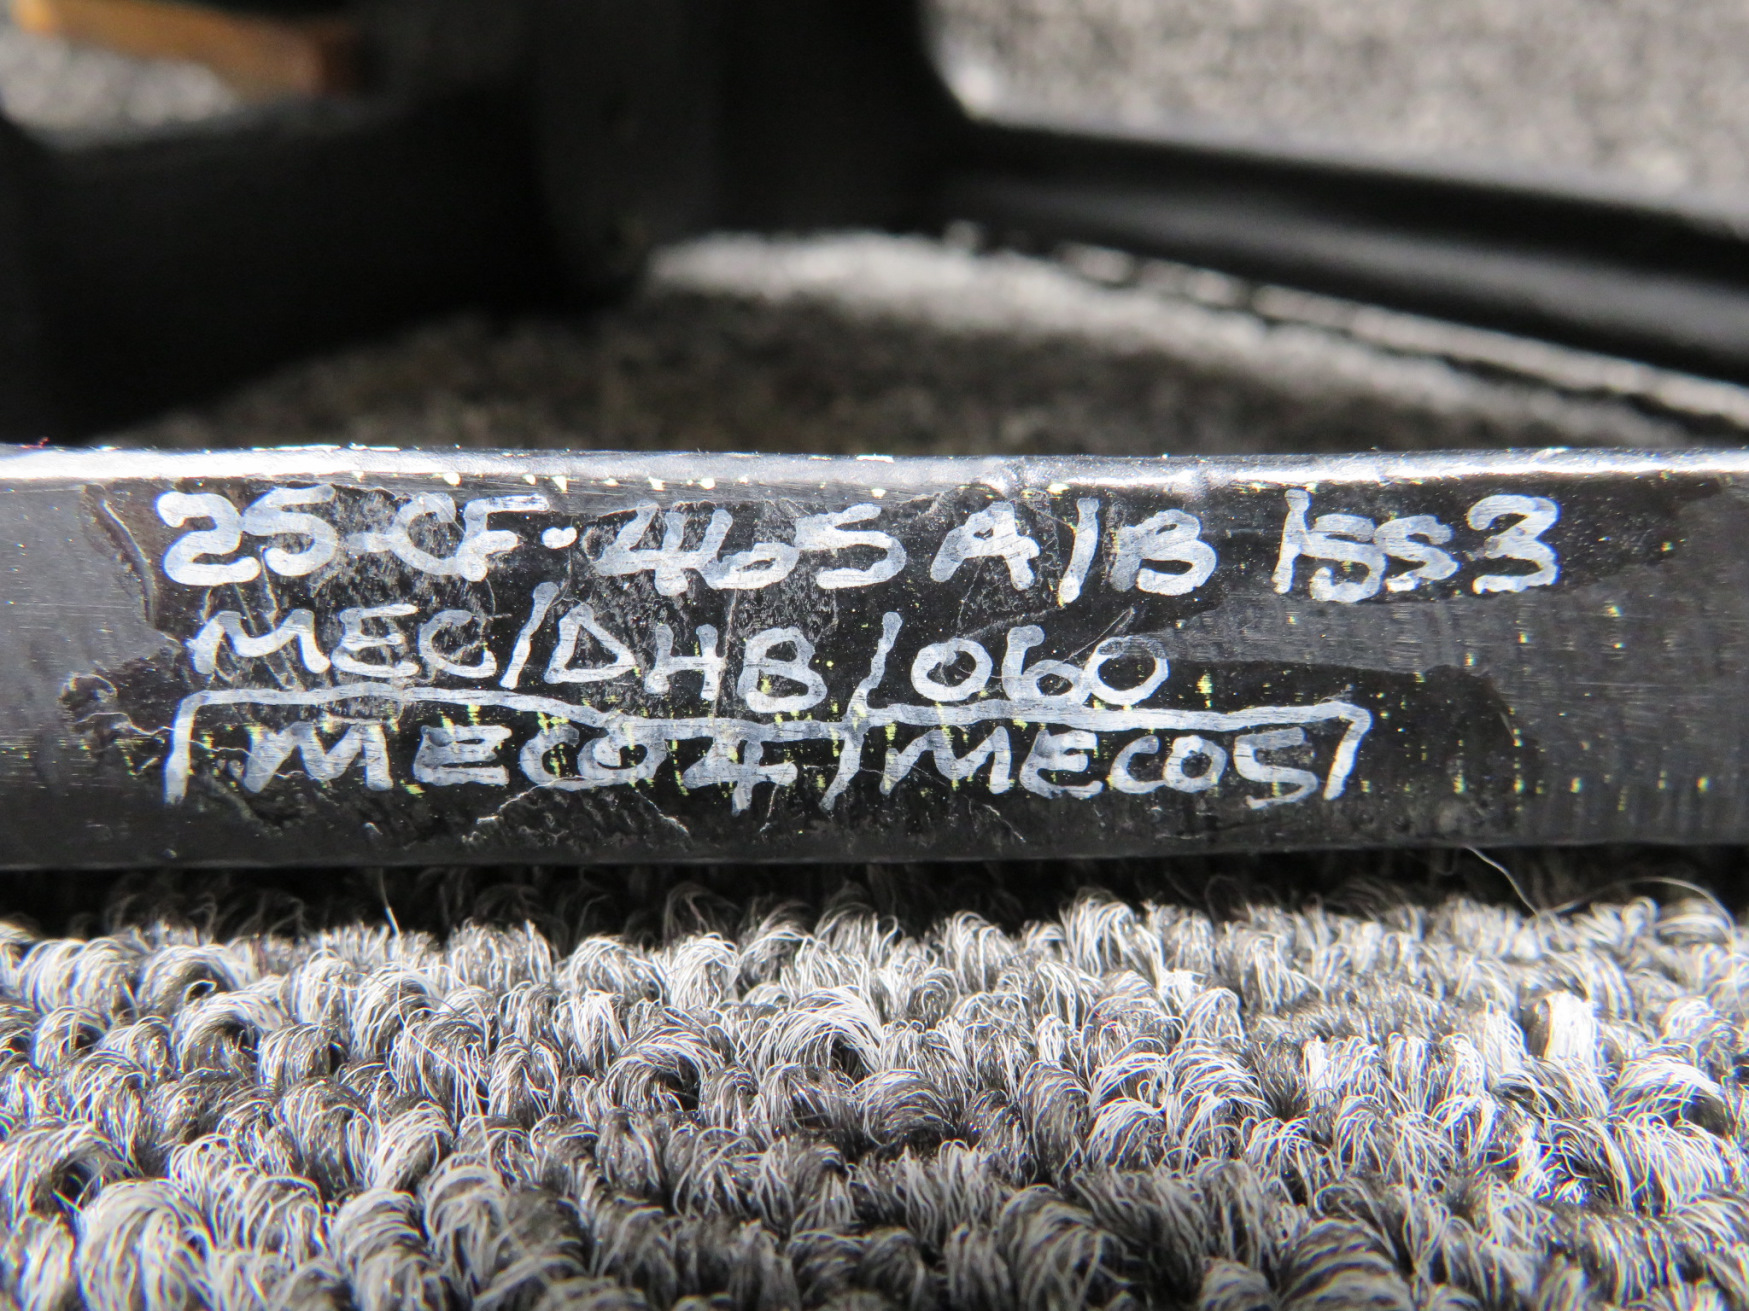 25-CF-465 A/B ISS3
MEC/DHB/060
MEC04/MEC05